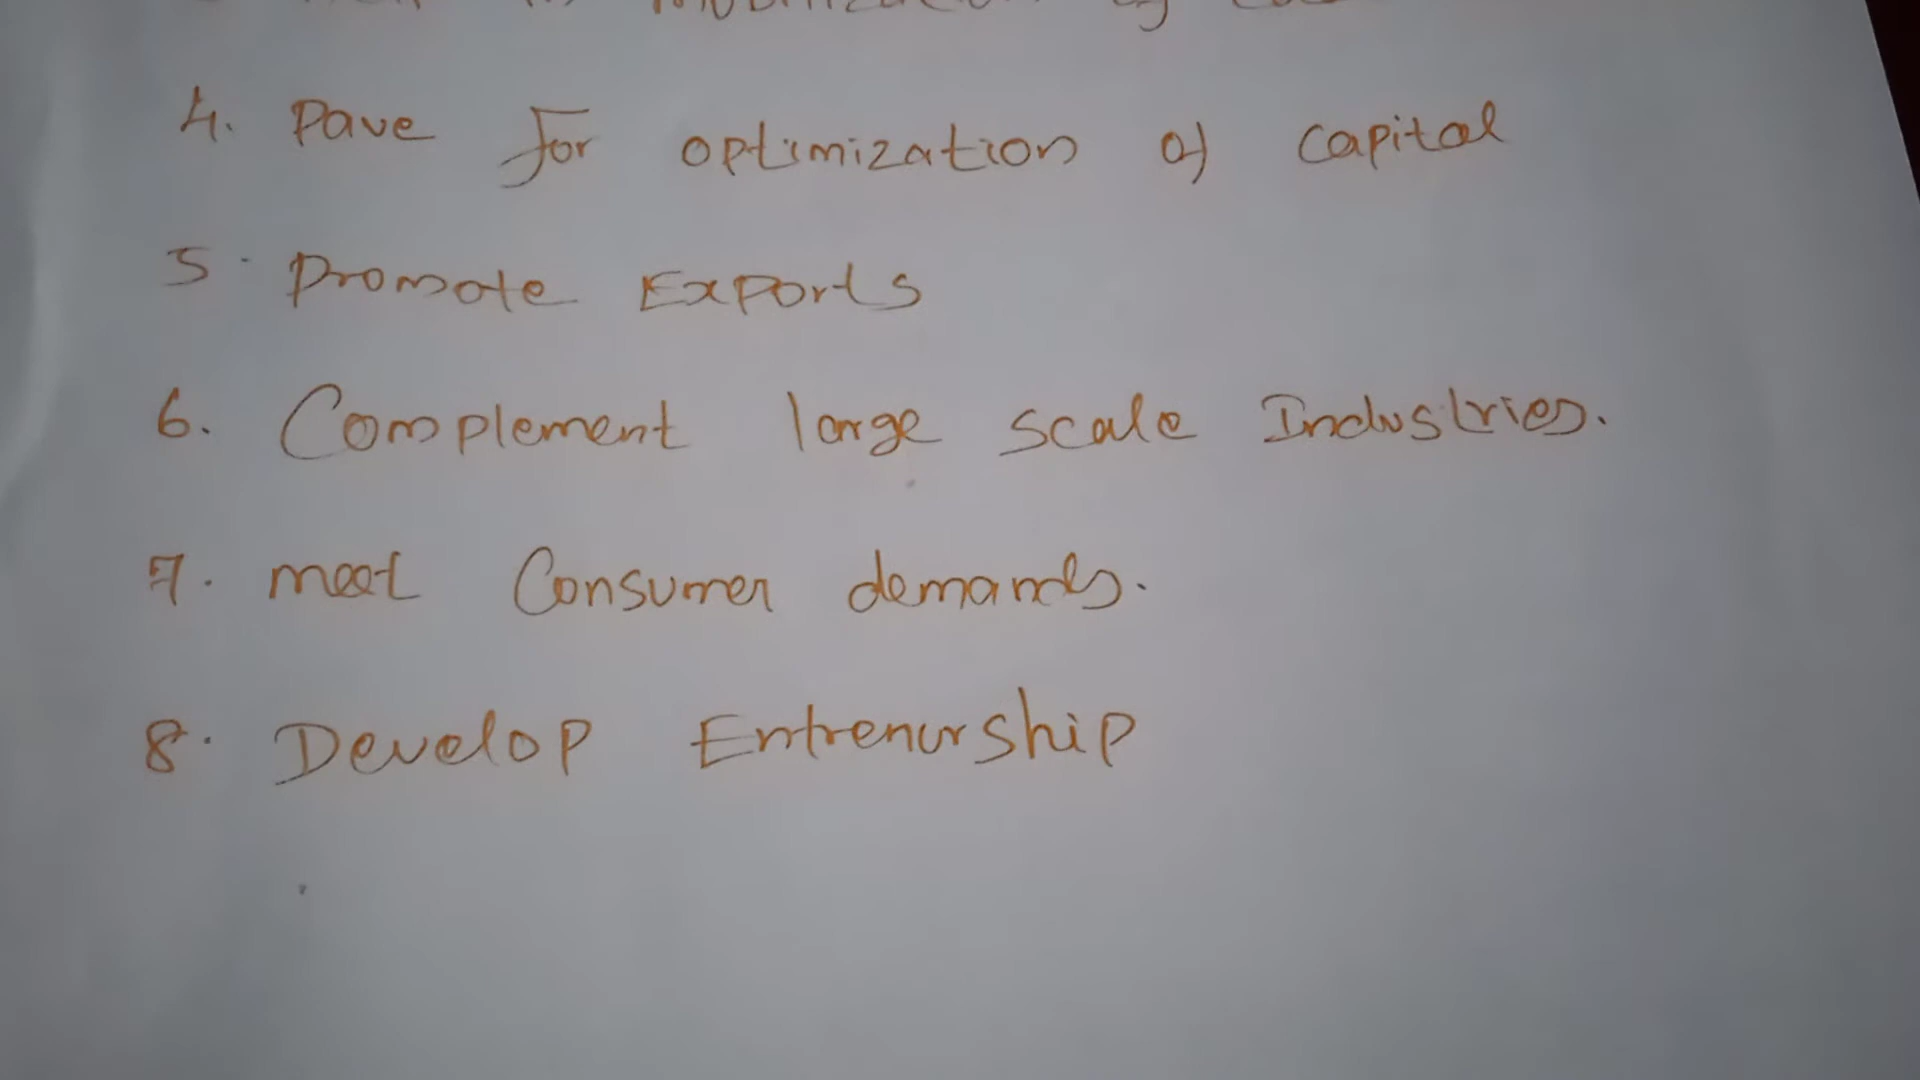 4. Pave for optimization of capital
5. Promote Exports
6. Complement large scale Industries.
7. meet Consumer demands.
8. Develop Entrenurship